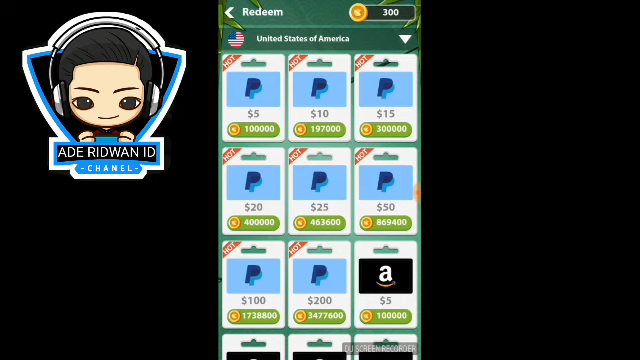 Redeem
300
United States of America
HOT
HOT
HOT
$5
$10
$15
100000
197000
300000
HOT
HOT
HOT
$20
$25
$50
400000
463600
869400
HOT
HOT
$100
$200
$5
1738800
3477600
100000
ADE RIDWAN ID
-CHANEL-
DU SCREEN RECORDER